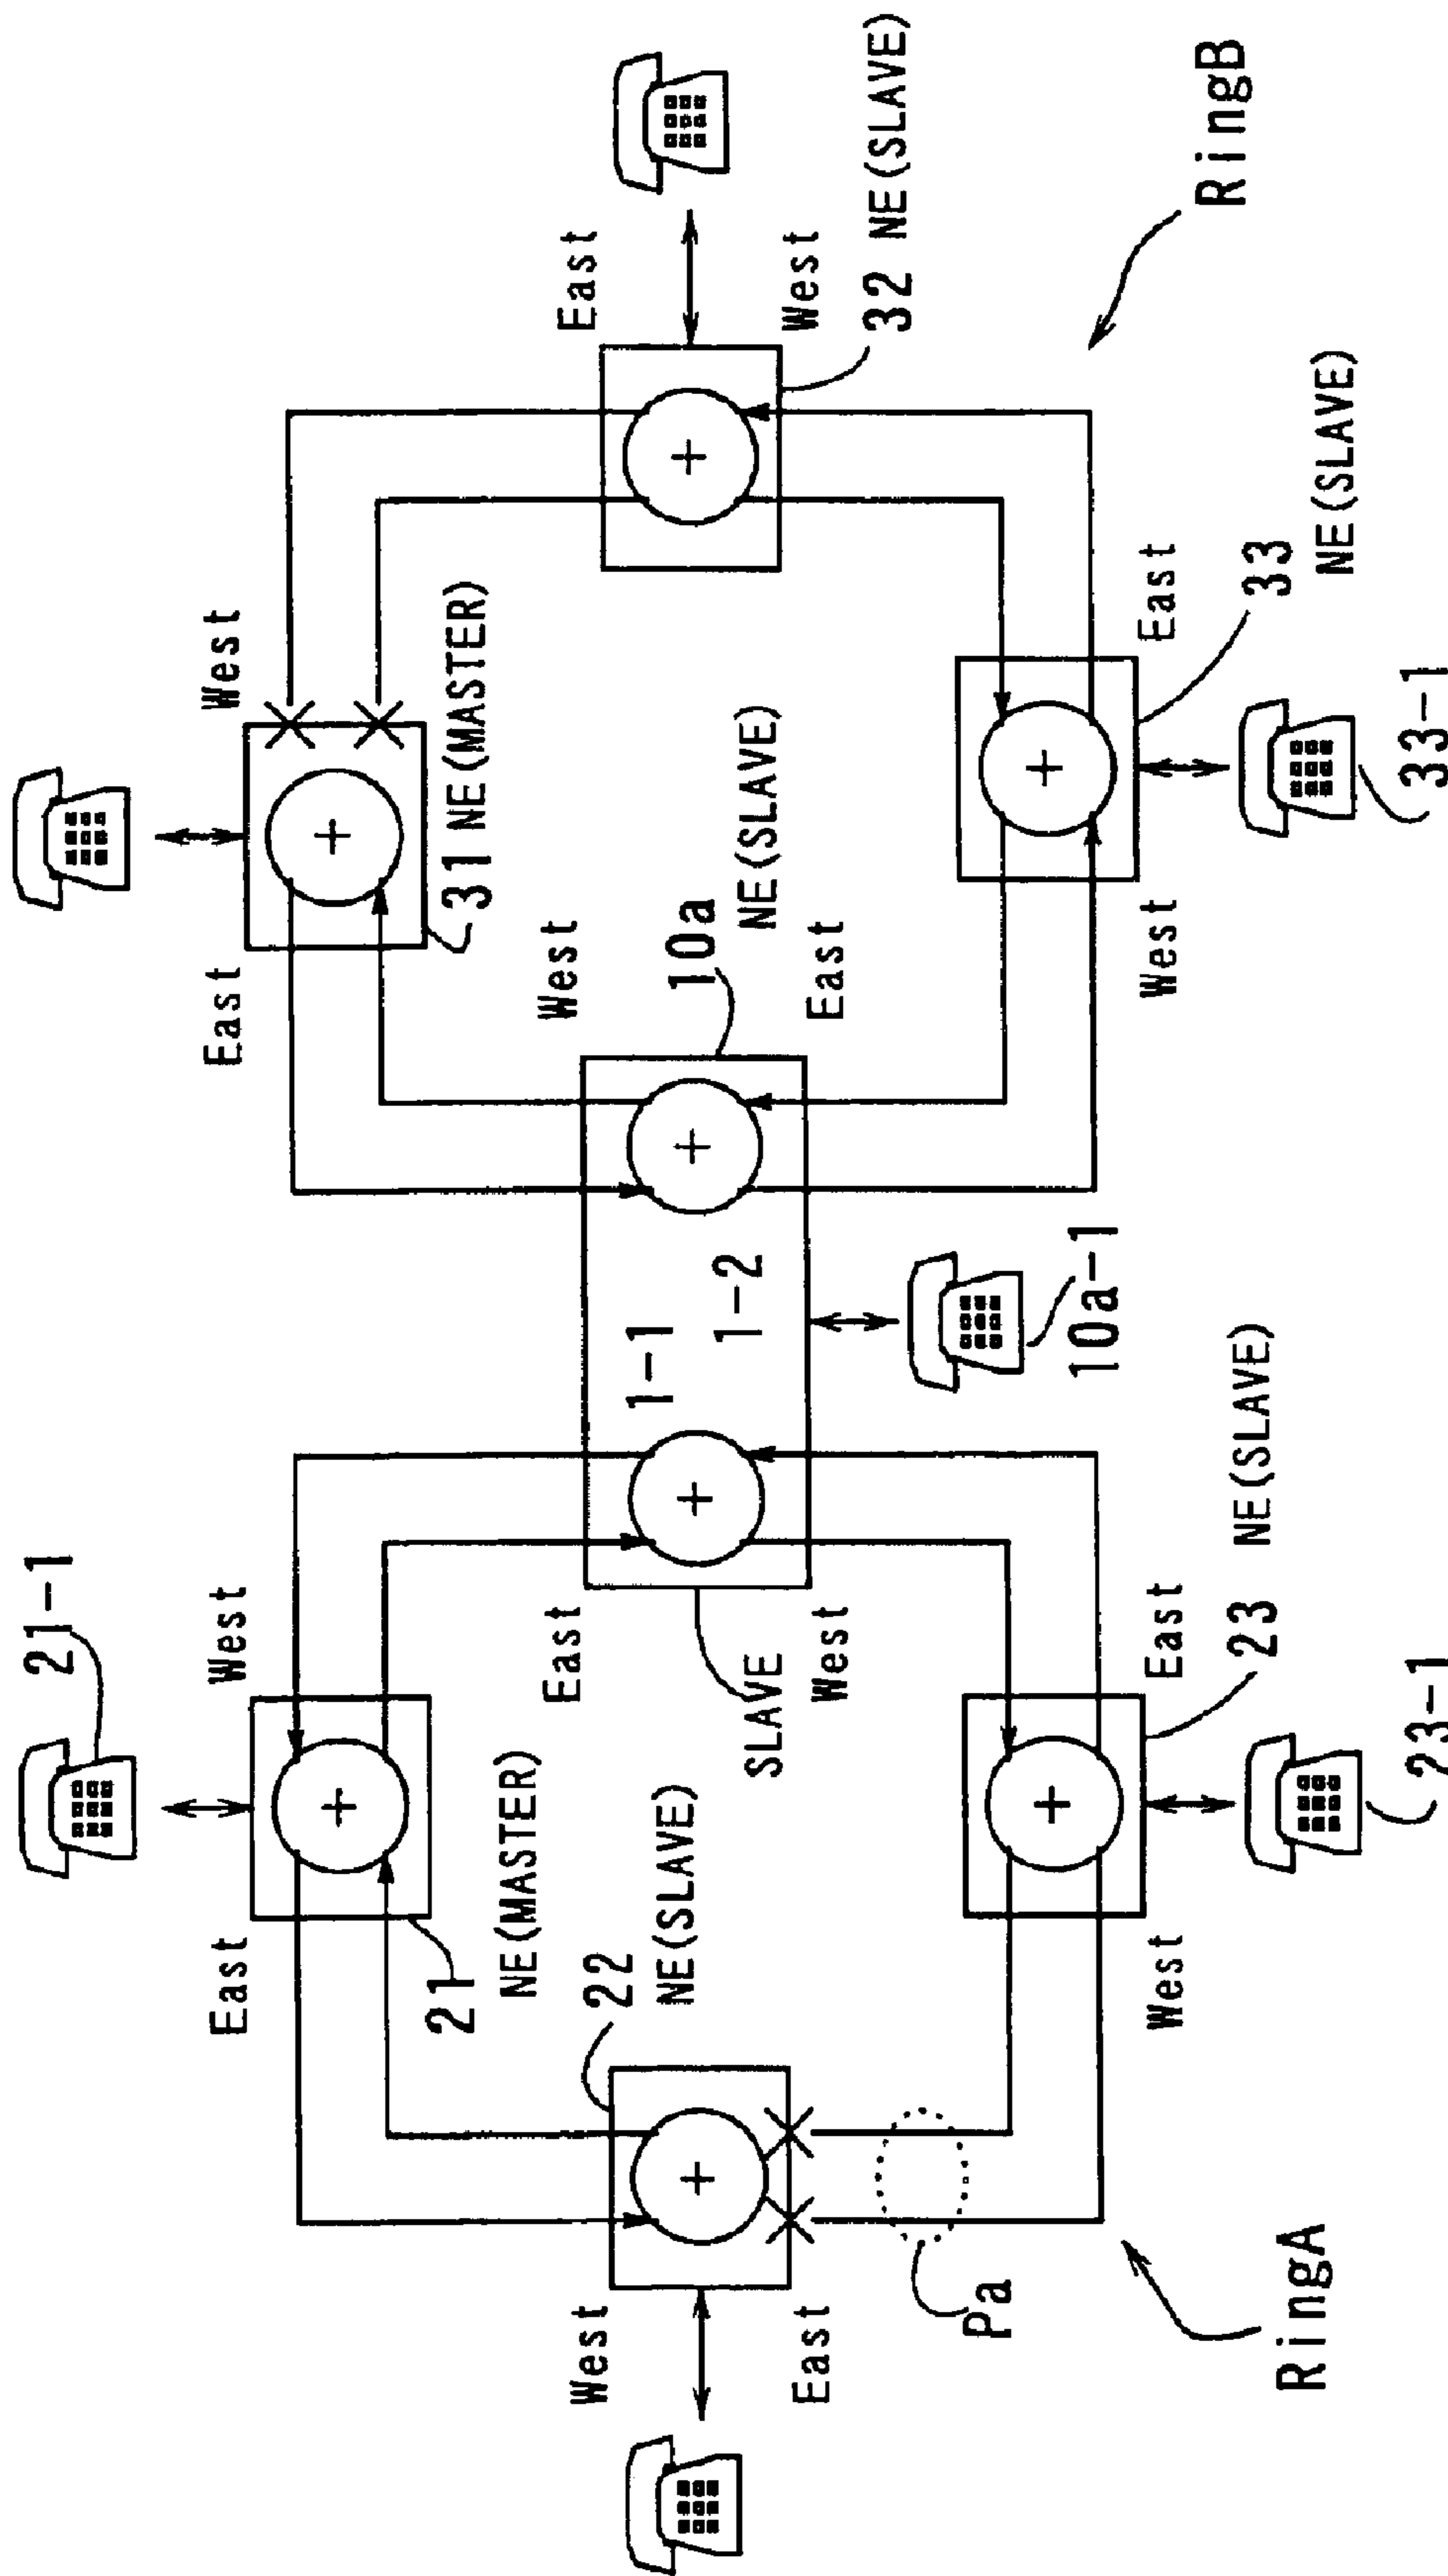 21-1
East
West
East
West
21
NE(MASTER)
31 NE(MASTER)
22
NE(SLAVE)
West
East
East
West
SLAVE
1-1
1-2
West
East
10a
NE(SLAVE)
East
West
32 NE(SLAVE)
10a-1
Pa
West
East
23
NE(SLAVE)
23-1
West
East
33
NE(SLAVE)
33-1
RingA
RingB